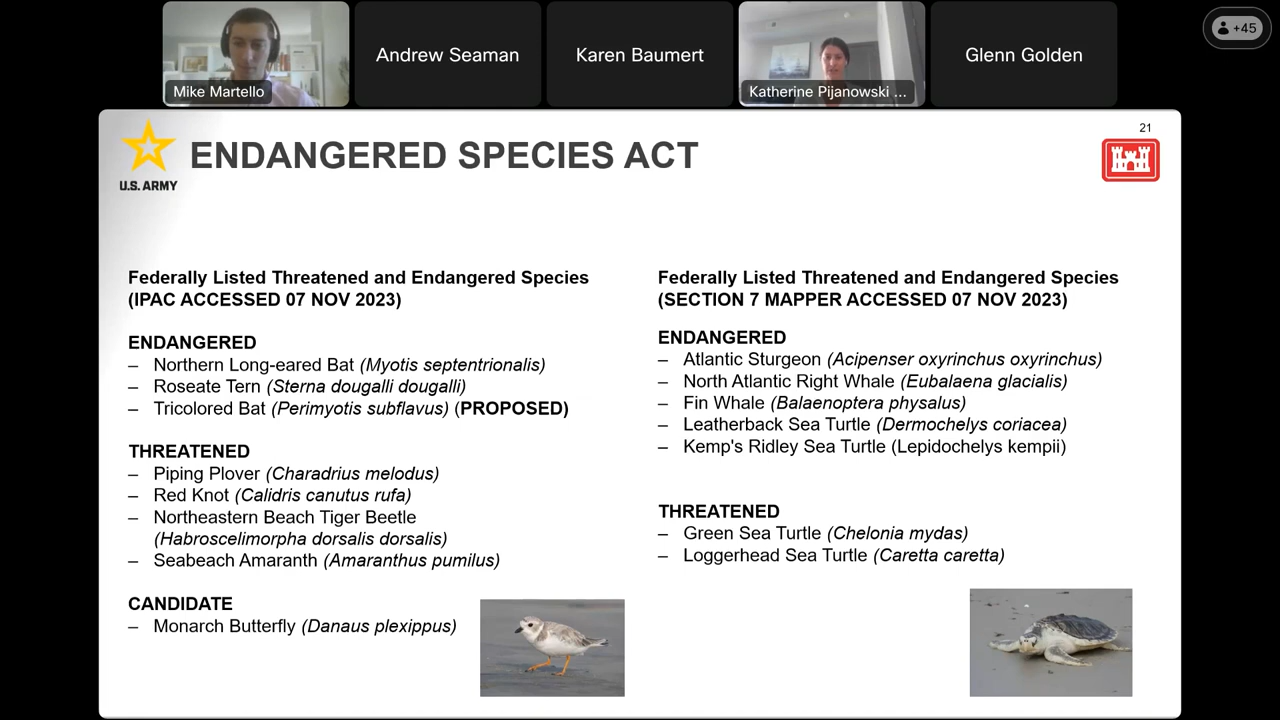 Mike Martello
Andrew Seaman
Karen Baumert
Katherine Pijanowski ...
Glenn Golden
+45
21
U.S. ARMY
ENDANGERED SPECIES ACT
Federally Listed Threatened and Endangered Species
(IPAC ACCESSED 07 NOV 2023)
ENDANGERED
– Northern Long-eared Bat (Myotis septentrionalis)
– Roseate Tern (Sterna dougalli dougalli)
– Tricolored Bat (Perimyotis subflavus) (PROPOSED)
THREATENED
– Piping Plover (Charadrius melodus)
– Red Knot (Calidris canutus rufa)
– Northeastern Beach Tiger Beetle
(Habroscelimorpha dorsalis dorsalis)
– Seabeach Amaranth (Amaranthus pumilus)
CANDIDATE
– Monarch Butterfly (Danaus plexippus)
Federally Listed Threatened and Endangered Species
(SECTION 7 MAPPER ACCESSED 07 NOV 2023)
ENDANGERED
– Atlantic Sturgeon (Acipenser oxyrinchus oxyrinchus)
– North Atlantic Right Whale (Eubalaena glacialis)
– Fin Whale (Balaenoptera physalus)
– Leatherback Sea Turtle (Dermochelys coriacea)
– Kemp's Ridley Sea Turtle (Lepidochelys kempii)
THREATENED
– Green Sea Turtle (Chelonia mydas)
– Loggerhead Sea Turtle (Caretta caretta)